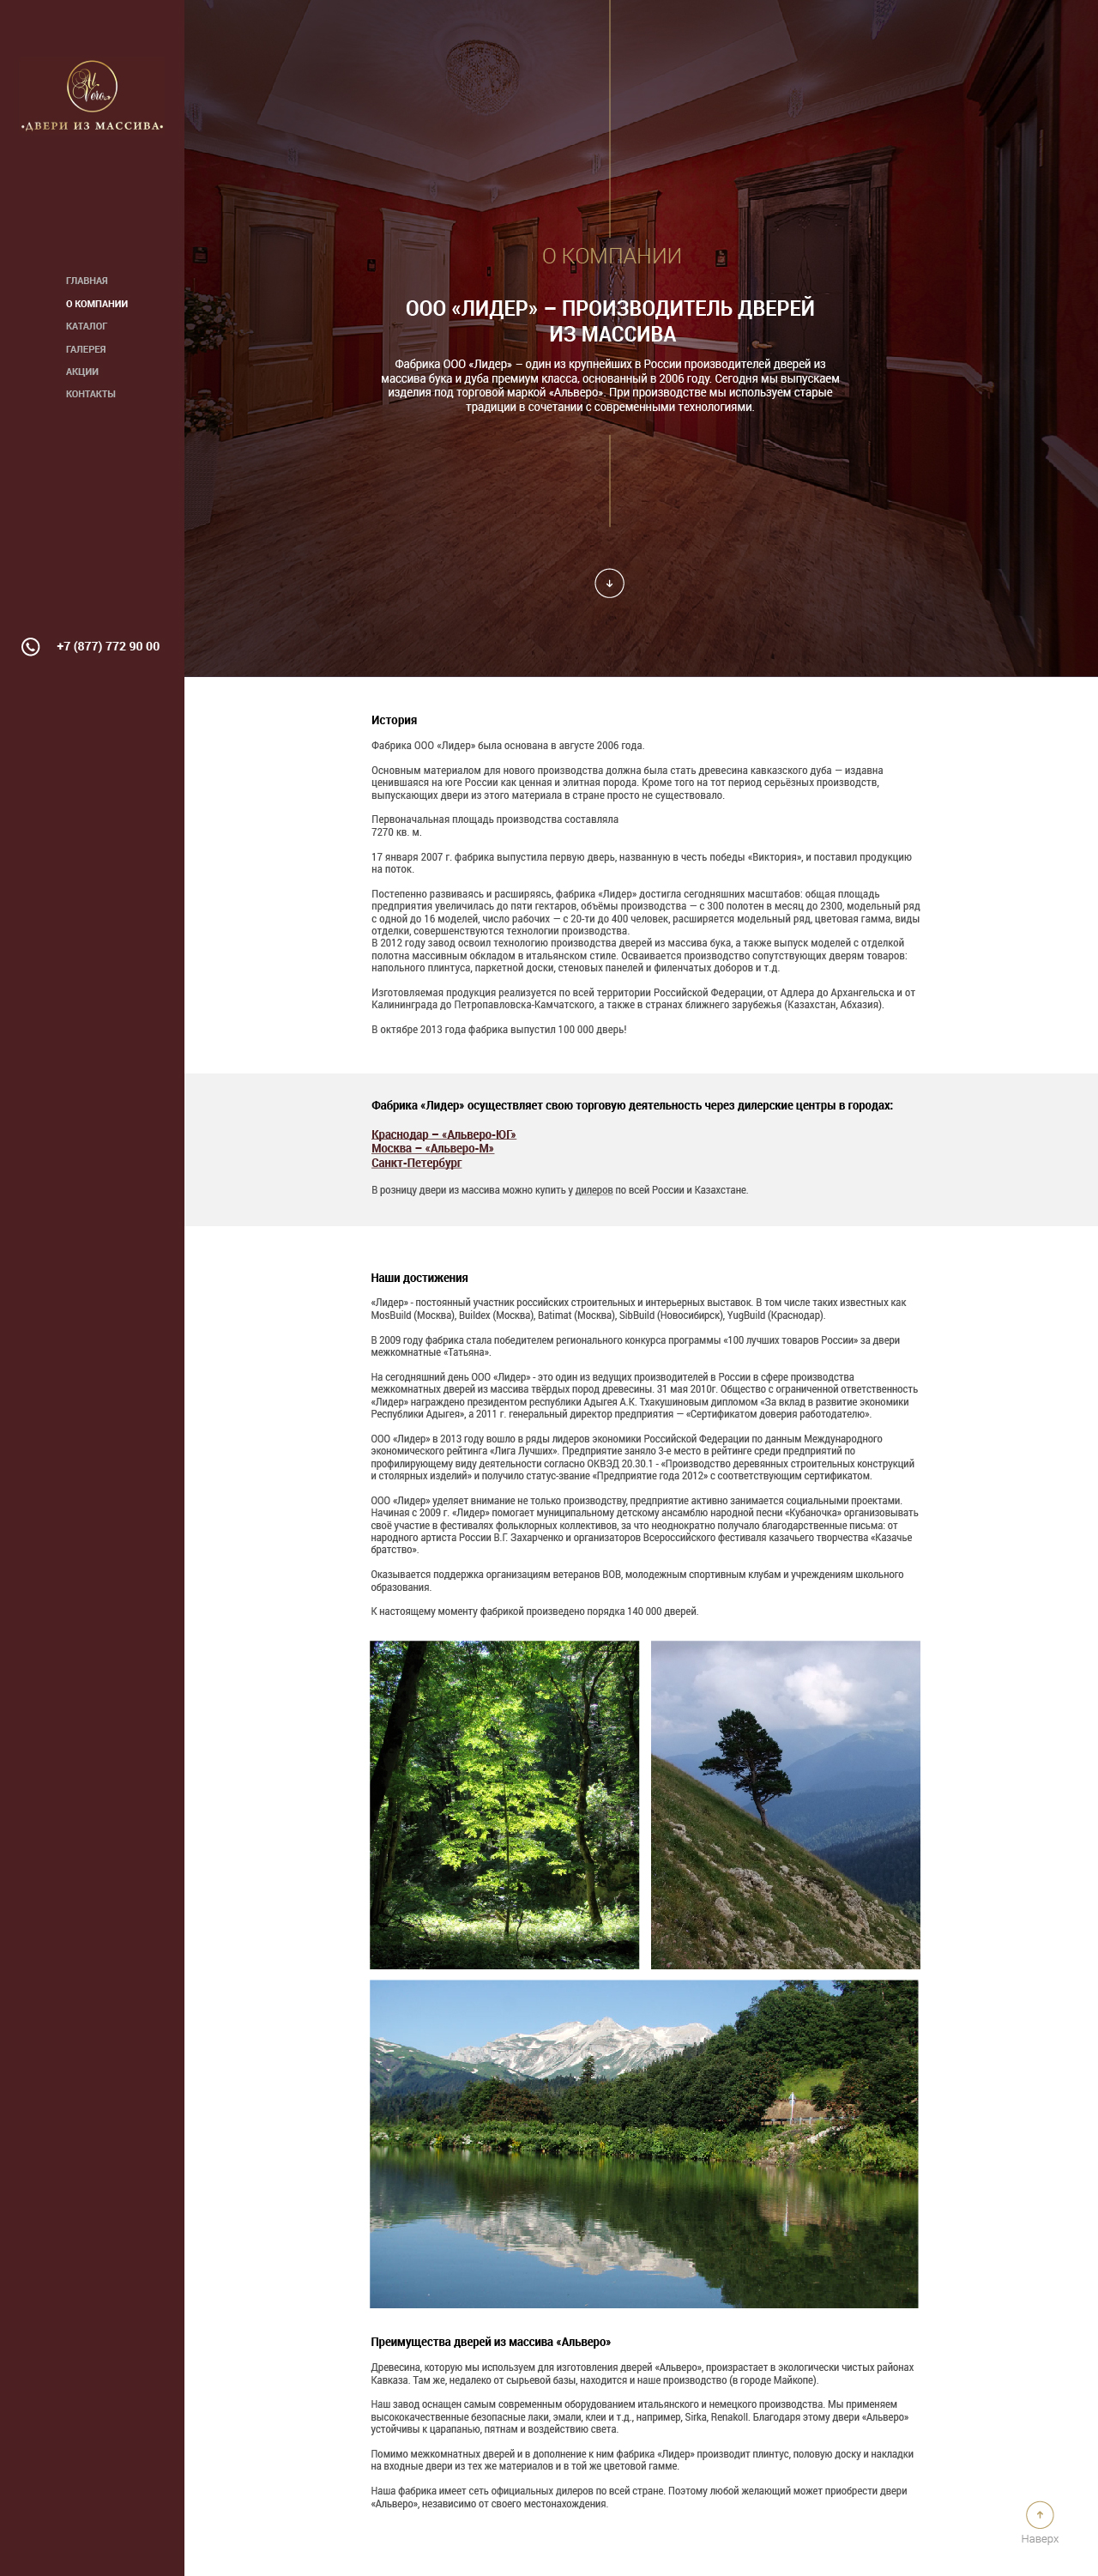 Al Vero
•ДВЕРИ ИЗ МАССИВА•
ГЛАВНАЯ
О КОМПАНИИ
КАТАЛОГ
ГАЛЕРЕЯ
АКЦИИ
КОНТАКТЫ
+7 (877) 772 90 00
О КОМПАНИИ
ООО «ЛИДЕР» – ПРОИЗВОДИТЕЛЬ ДВЕРЕЙ
ИЗ МАССИВА
Фабрика ООО «Лидер» – один из крупнейших в России производителей дверей из
массива бука и дуба премиум класса, основанный в 2006 году. Сегодня мы выпускаем
изделия под торговой маркой «Альверо». При производстве мы используем старые
традиции в сочетании с современными технологиями.
История
Фабрика ООО «Лидер» была основана в августе 2006 года.
Основным материалом для нового производства должна была стать древесина кавказского дуба — издавна
ценившаяся на юге России как ценная и элитная порода. Кроме того на тот период серьёзных производств,
выпускающих двери из этого материала в стране просто не существовало.
Первоначальная площадь производства составляла
7270 кв. м.
17 января 2007 г. фабрика выпустила первую дверь, названную в честь победы «Виктория», и поставил продукцию
на поток.
Постепенно развиваясь и расширяясь, фабрика «Лидер» достигла сегодняшних масштабов: общая площадь
предприятия увеличилась до пяти гектаров, объёмы производства — с 300 полотен в месяц до 2300, модельный ряд
с одной до 16 моделей, число рабочих — с 20-ти до 400 человек, расширяется модельный ряд, цветовая гамма, виды
отделки, совершенствуются технологии производства.
В 2012 году завод освоил технологию производства дверей из массива бука, а также выпуск моделей с отделкой
полотна массивным обкладом в итальянском стиле. Осваивается производство сопутствующих дверям товаров:
напольного плинтуса, паркетной доски, стеновых панелей и филенчатых доборов и т.д.
Изготовляемая продукция реализуется по всей территории Российской Федерации, от Адлера до Архангельска и от
Калининграда до Петропавловска-Камчатского, а также в странах ближнего зарубежья (Казахстан, Абхазия).
В октябре 2013 года фабрика выпустил 100 000 дверь!
Фабрика «Лидер» осуществляет свою торговую деятельность через дилерские центры в городах:
Краснодар – «Альверо-ЮГ»
Москва – «Альверо-М»
Санкт-Петербург
В розницу двери из массива можно купить у дилеров по всей России и Казахстане.
Наши достижения
«Лидер» - постоянный участник российских строительных и интерьерных выставок. В том числе таких известных как
MosBuild (Москва), Buildex (Москва), Batimat (Москва), SibBuild (Новосибирск), YugBuild (Краснодар).
В 2009 году фабрика стала победителем регионального конкурса программы «100 лучших товаров России» за двери
межкомнатные «Татьяна».
На сегодняшний день ООО «Лидер» - это один из ведущих производителей в России в сфере производства
межкомнатных дверей из массива твёрдых пород древесины. 31 мая 2010г. Общество с ограниченной ответственность
«Лидер» награждено президентом республики Адыгея А.К. Тхакушиновым дипломом «За вклад в развитие экономики
Республики Адыгея», а 2011 г. генеральный директор предприятия — «Сертификатом доверия работодателю».
ООО «Лидер» в 2013 году вошло в ряды лидеров экономики Российской Федерации по данным Международного
экономического рейтинга «Лига Лучших». Предприятие заняло 3-е место в рейтинге среди предприятий по
профилирующему виду деятельности согласно ОКВЭД 20.30.1 - «Производство деревянных строительных конструкций
и столярных изделий» и получило статус-звание «Предприятие года 2012» с соответствующим сертификатом.
ООО «Лидер» уделяет внимание не только производству, предприятие активно занимается социальными проектами.
Начиная с 2009 г. «Лидер» помогает муниципальному детскому ансамблю народной песни «Кубаночка» организовывать
своё участие в фестивалях фольклорных коллективов, за что неоднократно получало благодарственные письма: от
народного артиста России В.Г. Захарченко и организаторов Всероссийского фестиваля казачьего творчества «Казачье
братство».
Оказывается поддержка организациям ветеранов ВОВ, молодежным спортивным клубам и учреждениям школьного
образования.
К настоящему моменту фабрикой произведено порядка 140 000 дверей.
Преимущества дверей из массива «Альверо»
Древесина, которую мы используем для изготовления дверей «Альверо», произрастает в экологически чистых районах
Кавказа. Там же, недалеко от сырьевой базы, находится и наше производство (в городе Майкопе).
Наш завод оснащен самым современным оборудованием итальянского и немецкого производства. Мы применяем
высококачественные безопасные лаки, эмали, клеи и т.д., например, Sirka, Renakoll. Благодаря этому двери «Альверо»
устойчивы к царапанью, пятнам и воздействию света.
Помимо межкомнатных дверей и в дополнение к ним фабрика «Лидер» производит плинтус, половую доску и накладки
на входные двери из тех же материалов и в той же цветовой гамме.
Наша фабрика имеет сеть официальных дилеров по всей стране. Поэтому любой желающий может приобрести двери
«Альверо», независимо от своего местонахождения.
Наверх